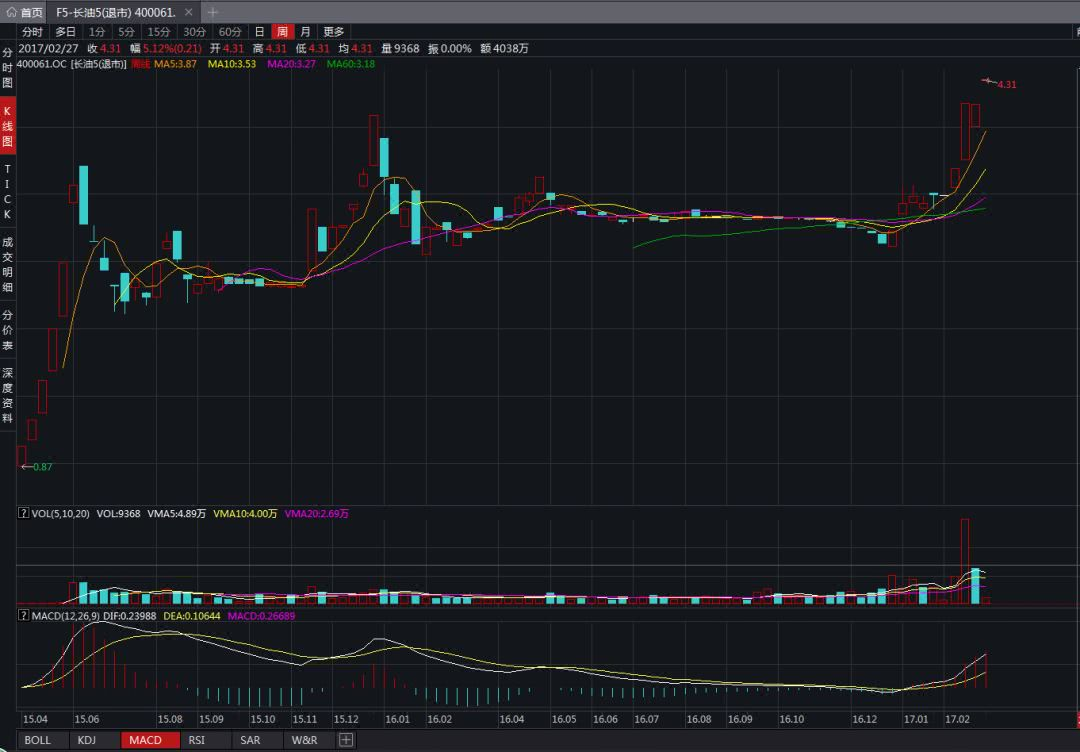 首页 F5-长油5(退市) 400061. × +
分时 多日 1分 5分 15分 30分 60分 日 周 月 更多
2017/02/27 收 4.31 幅 5.12%(0.21) 开 4.31 高 4.31 低 4.31 均 4.31 量 9368 振 0.00% 额 4038万
400061.OC [长油5(退市)] 周线 MA5:3.87 MA10:3.53 MA20:3.27 MA60:3.18
分时图
K线图
TICK
成交明细
分价表
深度资料
4.31
0.87
? VOL(5,10,20) VOL:9368 VMA5:4.89万 VMA10:4.00万 VMA20:2.69万
? MACD(12,26,9) DIF:0.23988 DEA:0.10644 MACD:0.26689
15.04 15.06 15.08 15.09 15.10 15.11 15.12 16.01 16.02 16.04 16.05 16.06 16.07 16.08 16.09 16.10 16.12 17.01 17.02
BOLL KDJ MACD RSI SAR W&R +